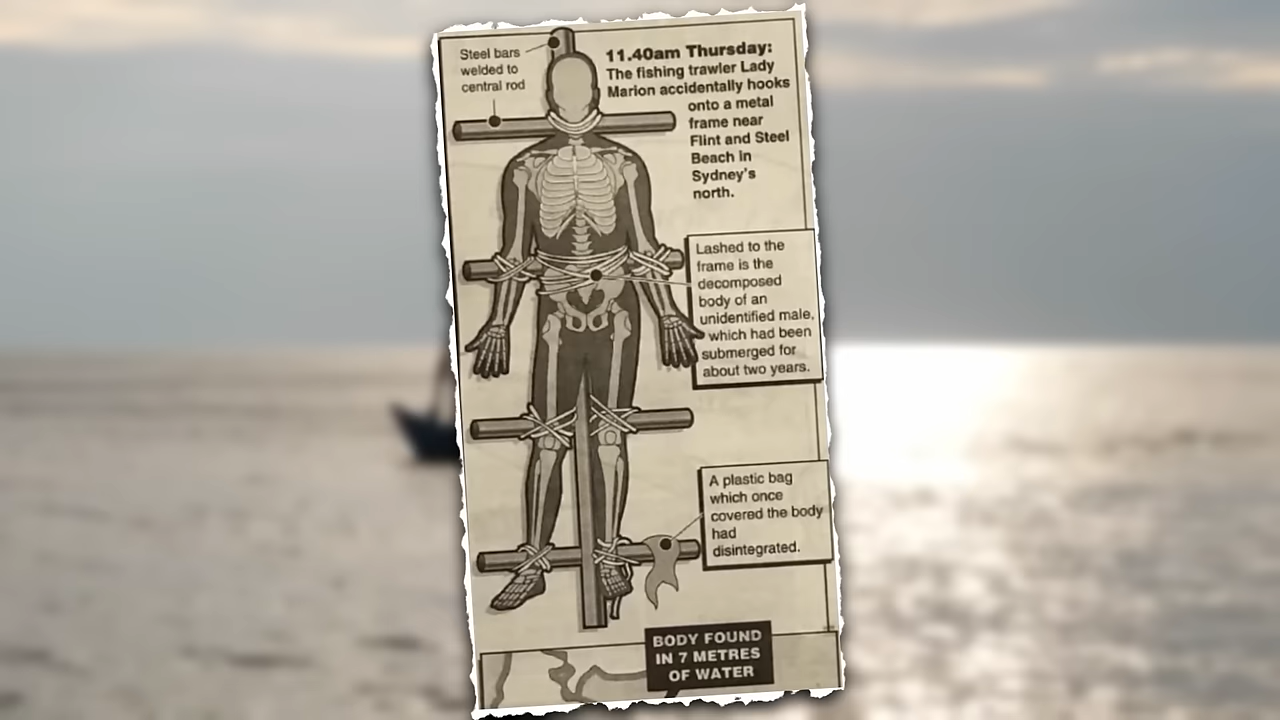 Steel bars
welded to
central rod
11.40am Thursday:
The fishing trawler Lady
Marion accidentally hooks
onto a metal
frame near
Flint and Steel
Beach in
Sydney's
north.
Lashed to the
frame is the
decomposed
body of an
unidentified male,
which had been
submerged for
about two years.
A plastic bag
which once
covered the body
had
disintegrated.
BODY FOUND
IN 7 METRES
OF WATER